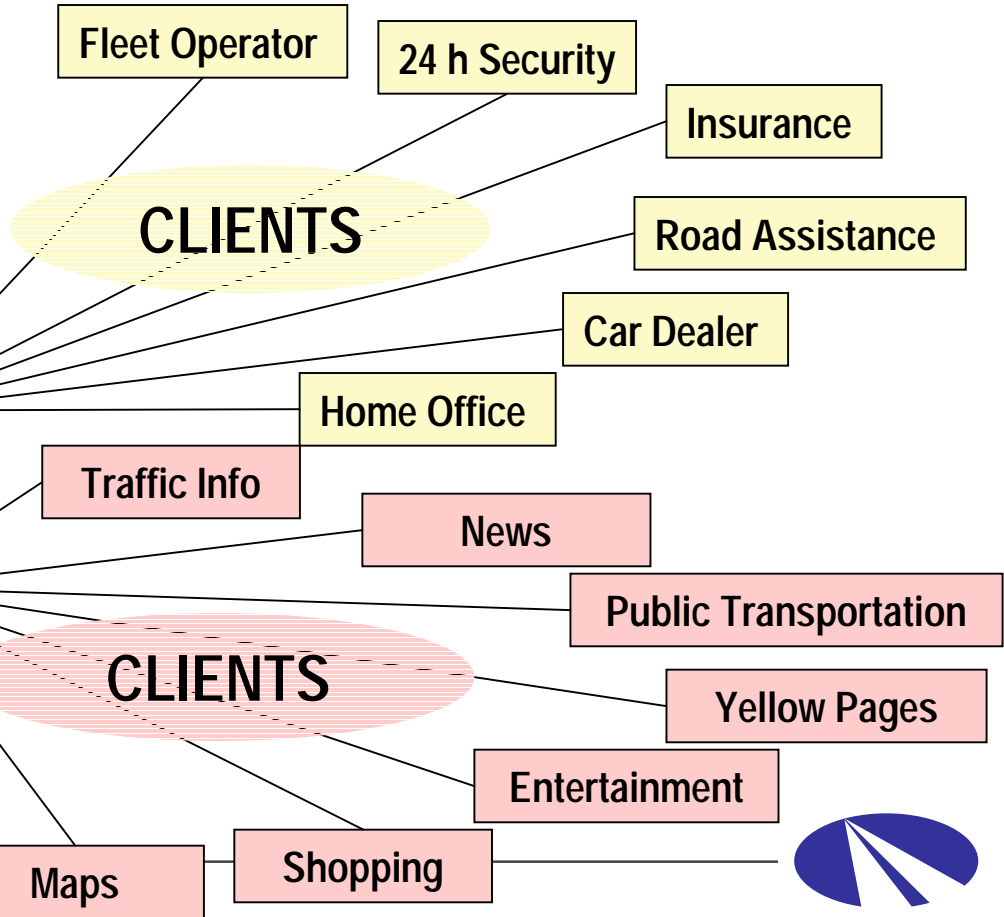 Fleet Operator
24 h Security
Insurance
CLIENTS
Road Assistance
Car Dealer
Home Office
Traffic Info
News
Public Transportation
CLIENTS
Yellow Pages
Entertainment
Shopping
Maps